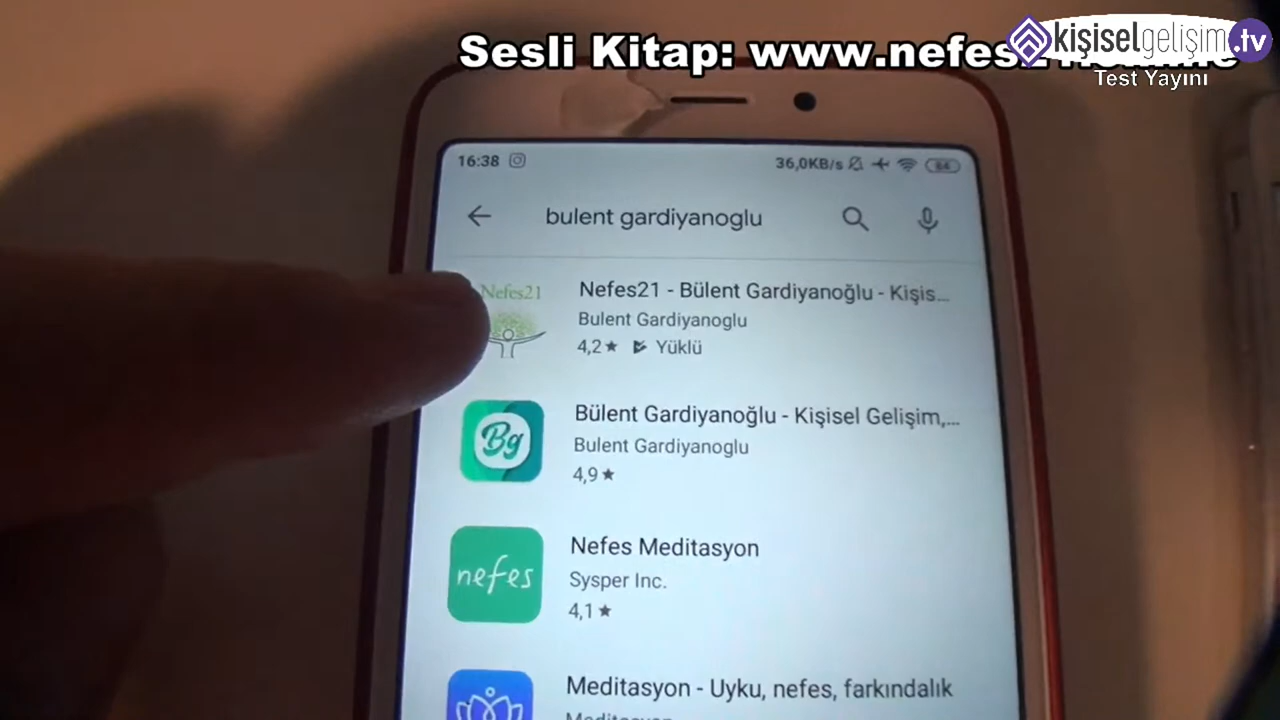 Sesli Kitap: www.nefes
kişiselgelişim.tv
Test Yayını
16:38
36,0KB/s
64
bulent gardiyanoglu
Nefes21
Nefes21 - Bülent Gardiyanoğlu - Kişis...
Bulent Gardiyanoglu
4,2★ Yüklü
Bg
Bülent Gardiyanoğlu - Kişisel Gelişim,...
Bulent Gardiyanoglu
4,9★
nefes
Nefes Meditasyon
Sysper Inc.
4,1★
Meditasyon - Uyku, nefes, farkındalık